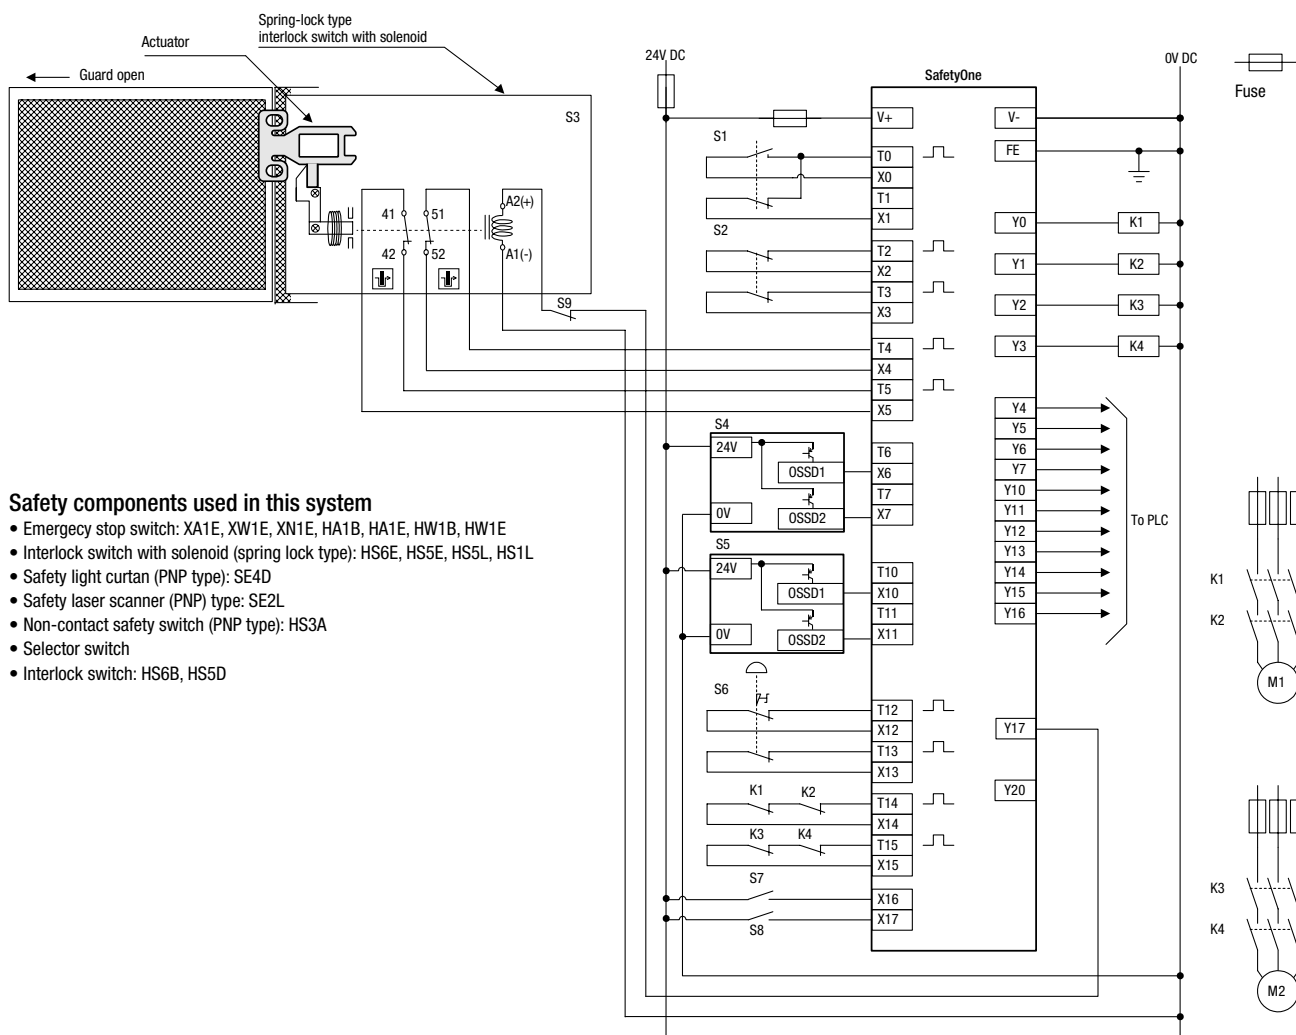 Spring-lock type
interlock switch with solenoid
Actuator
Guard open
S3
41
51
A2(+)
42
52
A1(-)
S9
24V DC
SafetyOne
0V DC
Fuse
V+
V-
S1
T0
FE
X0
T1
X1
Y0
K1
S2
T2
X2
Y1
K2
T3
X3
Y2
K3
T4
Y3
K4
X4
T5
X5
Y4
Y5
Y6
Y7
Y10
Y11
Y12
Y13
Y14
Y15
Y16
To PLC
S4
24V
OSSD1
0V
OSSD2
T6
X6
T7
X7
S5
24V
OSSD1
0V
OSSD2
T10
X10
T11
X11
Safety components used in this system
• Emergecy stop switch: XA1E, XW1E, XN1E, HA1B, HA1E, HW1B, HW1E
• Interlock switch with solenoid (spring lock type): HS6E, HS5E, HS5L, HS1L
• Safety light curtan (PNP type): SE4D
• Safety laser scanner (PNP) type: SE2L
• Non-contact safety switch (PNP type): HS3A
• Selector switch
• Interlock switch: HS6B, HS5D
S6
T12
X12
T13
X13
Y17
Y20
K1
K2
T14
X14
K3
K4
T15
X15
S7
X16
X17
S8
K1
K2
M1
K3
K4
M2